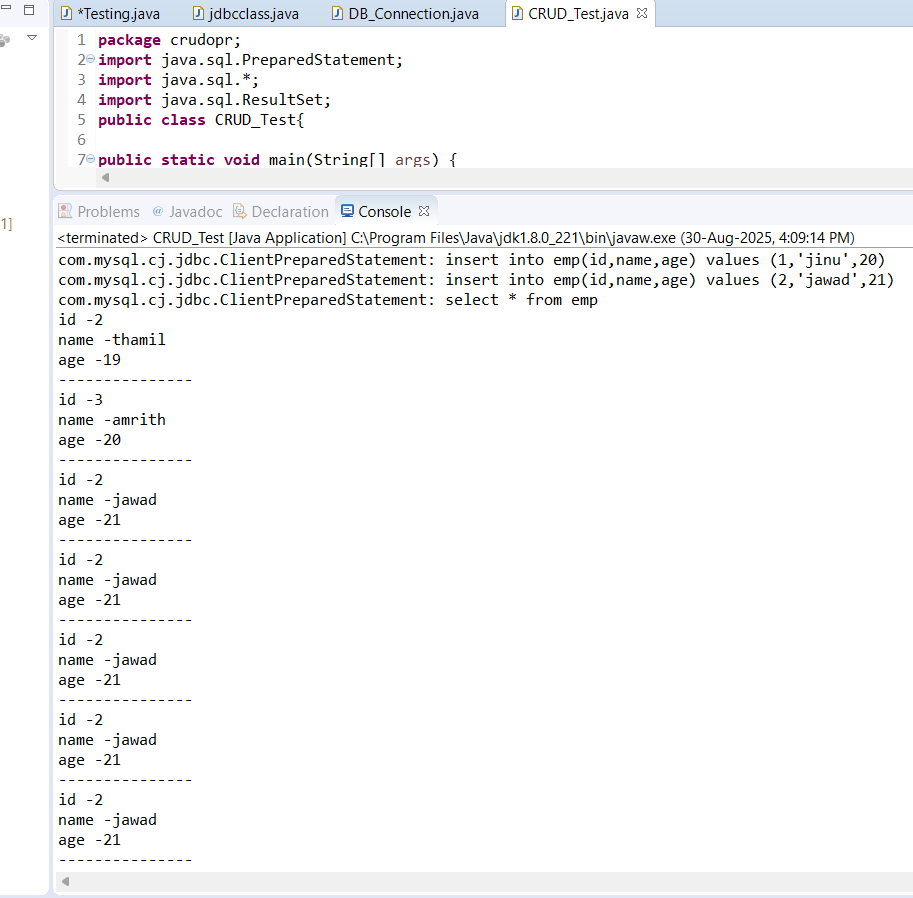 *Testing.java jdbcclass.java DB_Connection.java CRUD_Test.java
1 package crudopr;
2 import java.sql.PreparedStatement;
3 import java.sql.*;
4 import java.sql.ResultSet;
5 public class CRUD_Test{
6
7 public static void main(String[] args) {
1]
Problems @ Javadoc Declaration Console
<terminated> CRUD_Test [Java Application] C:\Program Files\Java\jdk1.8.0_221\bin\javaw.exe (30-Aug-2025, 4:09:14 PM)
com.mysql.cj.jdbc.ClientPreparedStatement: insert into emp(id,name,age) values (1,'jinu',20)
com.mysql.cj.jdbc.ClientPreparedStatement: insert into emp(id,name,age) values (2,'jawad',21)
com.mysql.cj.jdbc.ClientPreparedStatement: select * from emp
id -2
name -thamil
age -19
---------------
id -3
name -amrith
age -20
---------------
id -2
name -jawad
age -21
---------------
id -2
name -jawad
age -21
---------------
id -2
name -jawad
age -21
---------------
id -2
name -jawad
age -21
---------------
id -2
name -jawad
age -21
---------------